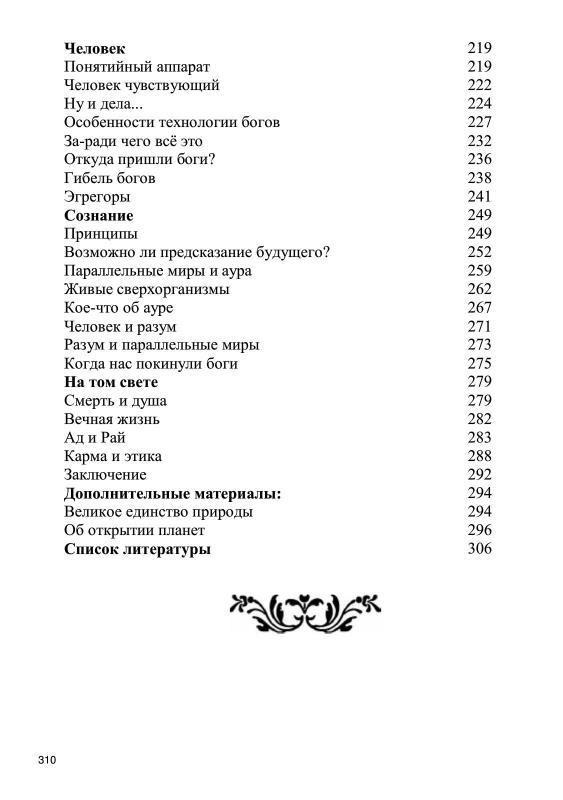 Человек 219
Понятийный аппарат 219
Человек чувствующий 222
Ну и дела... 224
Особенности технологии богов 227
За-ради чего всё это 232
Откуда пришли боги? 236
Гибель богов 238
Эгрегоры 241
Сознание 249
Принципы 249
Возможно ли предсказание будущего? 252
Параллельные миры и аура 259
Живые сверхорганизмы 262
Кое-что об ауре 267
Человек и разум 271
Разум и параллельные миры 273
Когда нас покинули боги 275
На том свете 279
Смерть и душа 279
Вечная жизнь 282
Ад и Рай 283
Карма и этика 288
Заключение 292
Дополнительные материалы: 294
Великое единство природы 294
Об открытии планет 296
Список литературы 306
310